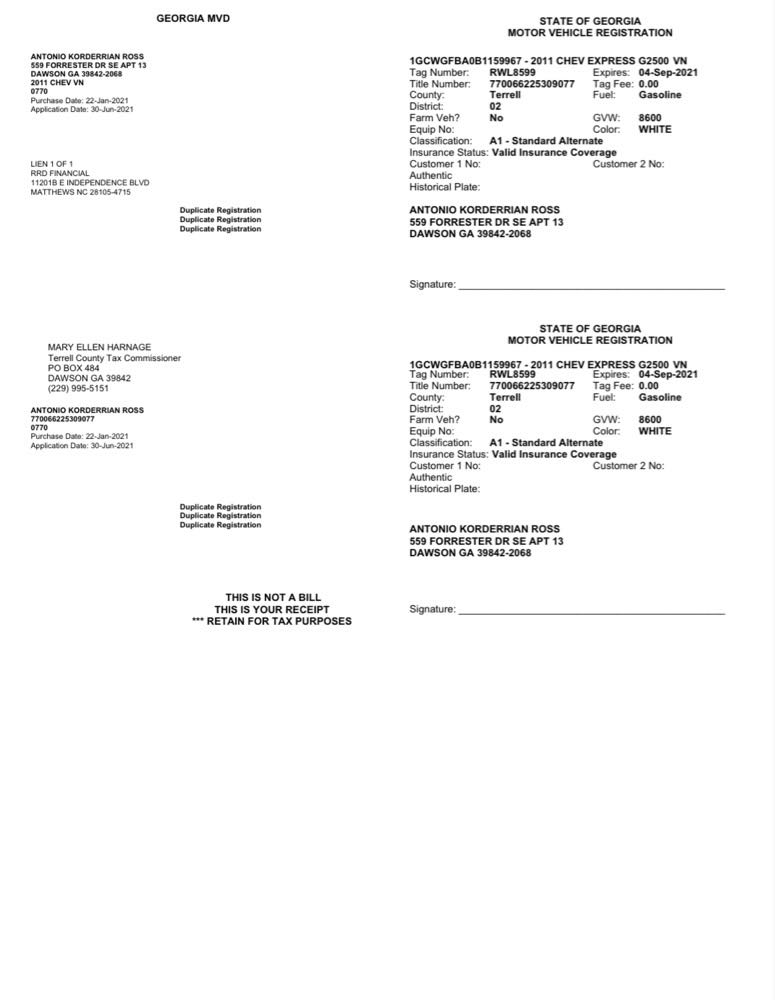 GEORGIA MVD
ANTONIO KORDERRIAN ROSS
559 FORRESTER DR SE APT 13
DAWSON GA 39842-2068
2011 CHEV VN
0770
Purchase Date: 22-Jan-2021
Application Date: 30-Jun-2021
LIEN 1 OF 1
RRD FINANCIAL
11201B E INDEPENDENCE BLVD
MATTHEWS NC 28105-4715
Duplicate Registration
Duplicate Registration
Duplicate Registration
STATE OF GEORGIA
MOTOR VEHICLE REGISTRATION
1GCWGFBA0B1159967 - 2011 CHEV EXPRESS G2500 VN
Tag Number: RWL8599 Expires: 04-Sep-2021
Title Number: 770066225309077 Tag Fee: 0.00
County: Terrell Fuel: Gasoline
District: 02
Farm Veh? No GVW: 8600
Equip No: Color: WHITE
Classification: A1 - Standard Alternate
Insurance Status: Valid Insurance Coverage
Customer 1 No: Customer 2 No:
Authentic
Historical Plate:
ANTONIO KORDERRIAN ROSS
559 FORRESTER DR SE APT 13
DAWSON GA 39842-2068
Signature:
MARY ELLEN HARNAGE
Terrell County Tax Commissioner
PO BOX 484
DAWSON GA 39842
(229) 995-5151
ANTONIO KORDERRIAN ROSS
770066225309077
0770
Purchase Date: 22-Jan-2021
Application Date: 30-Jun-2021
Duplicate Registration
Duplicate Registration
Duplicate Registration
THIS IS NOT A BILL
THIS IS YOUR RECEIPT
*** RETAIN FOR TAX PURPOSES
STATE OF GEORGIA
MOTOR VEHICLE REGISTRATION
1GCWGFBA0B1159967 - 2011 CHEV EXPRESS G2500 VN
Tag Number: RWL8599 Expires: 04-Sep-2021
Title Number: 770066225309077 Tag Fee: 0.00
County: Terrell Fuel: Gasoline
District: 02
Farm Veh? No GVW: 8600
Equip No: Color: WHITE
Classification: A1 - Standard Alternate
Insurance Status: Valid Insurance Coverage
Customer 1 No: Customer 2 No:
Authentic
Historical Plate:
ANTONIO KORDERRIAN ROSS
559 FORRESTER DR SE APT 13
DAWSON GA 39842-2068
Signature: